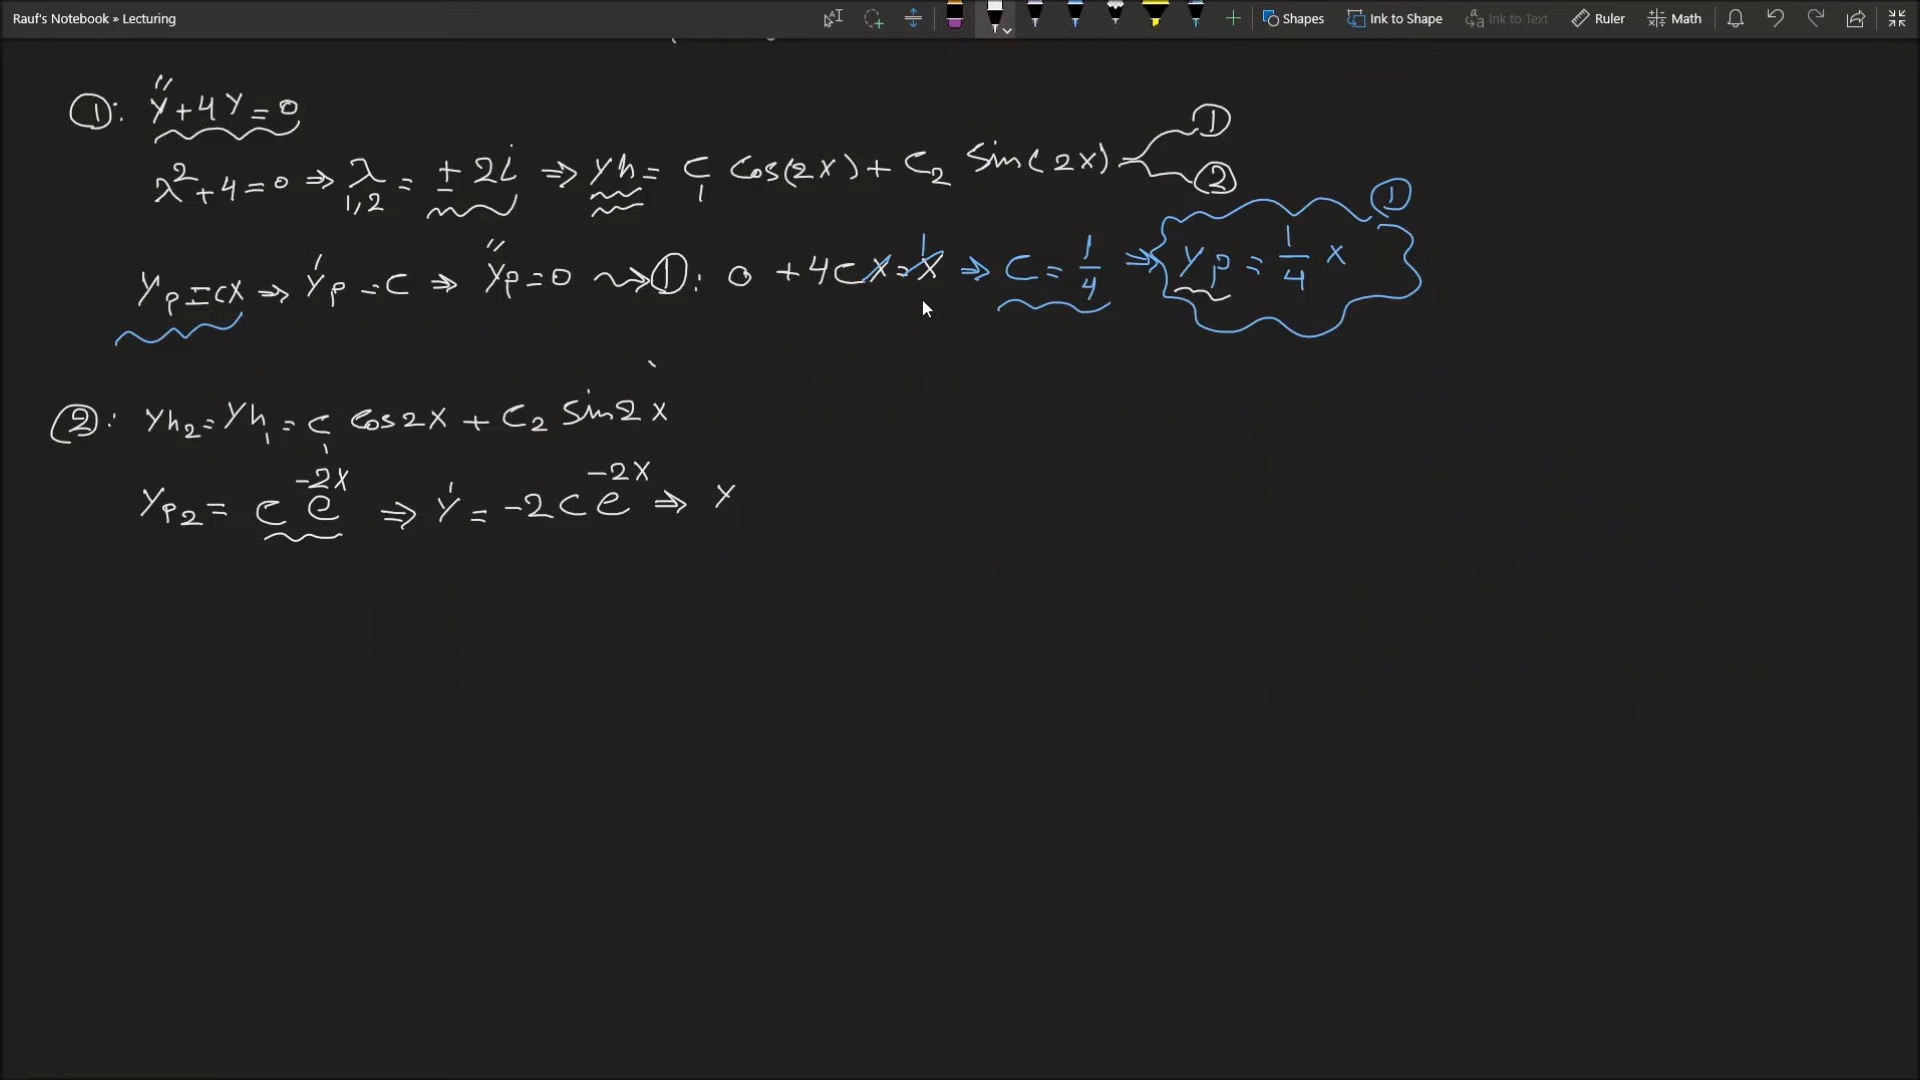 Rauf's Notebook » Lecturing
Shapes Ink to Shape Ink to Text Ruler Math
①: y'' + 4y = 0
λ² + 4 = 0 ⇒ λ₁,₂ = ± 2i ⇒ yh = C₁ cos(2x) + C₂ sin(2x) ① ②
yp = cx ⇒ y'p = c ⇒ y''p = 0 ⇝ ①: 0 + 4cx = x ⇒ c = 1/4 ⇒ yp = 1/4 x ①
②: yh₂ = yh₁ = C₁ cos2x + C₂ sin2x
yp₂ = c e^-2x ⇒ y' = -2c e^-2x ⇒ y